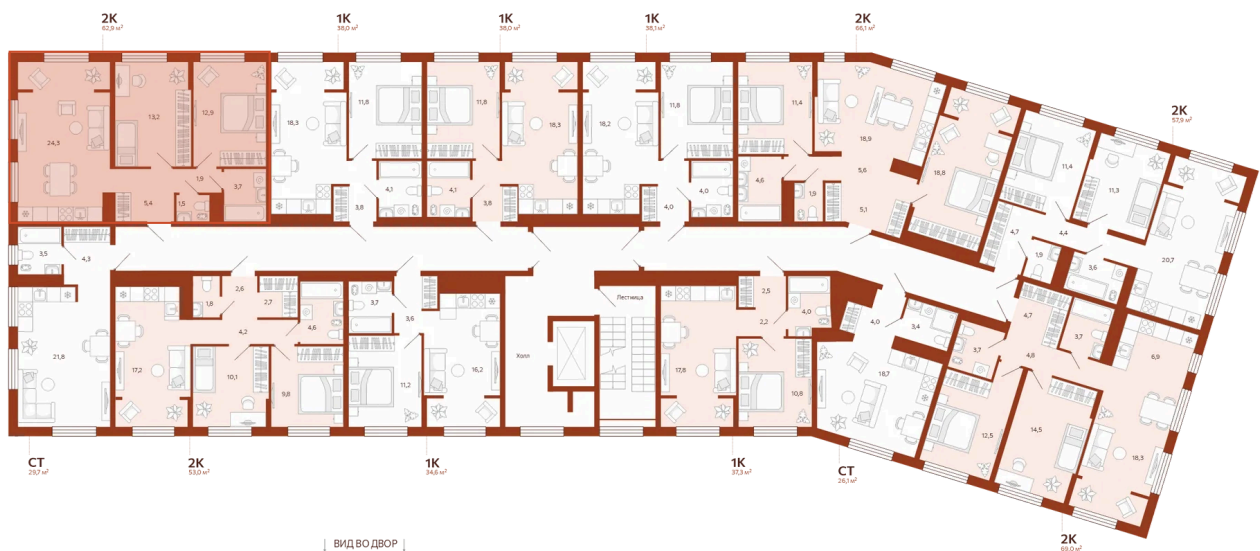 2К
62,9 м²
1К
38,0 м²
1К
38,0 м²
1К
38,1 м²
2К
66,1 м²
2К
57,9 м²
24,3
13,2
12,9
1,9
3,7
5,4
1,5
18,3
11,8
4,1
3,8
11,8
18,3
4,1
3,8
18,2
11,8
4,0
4,0
11,4
4,6
1,9
18,9
5,6
5,1
18,8
11,4
11,3
4,7
4,4
1,9
3,6
20,7
3,5
4,3
21,8
1,8
2,6
2,7
4,2
4,6
17,2
10,1
9,8
3,7
3,6
11,2
16,2
Холл
Лестница
2,5
2,2
4,0
17,8
10,8
4,0
3,4
18,7
3,7
4,7
4,8
3,7
6,9
12,5
14,5
18,3
СТ
29,7 м²
2К
53,0 м²
1К
34,6 м²
1К
37,3 м²
СТ
26,1 м²
2К
69,0 м²
ВИД ВО ДВОР